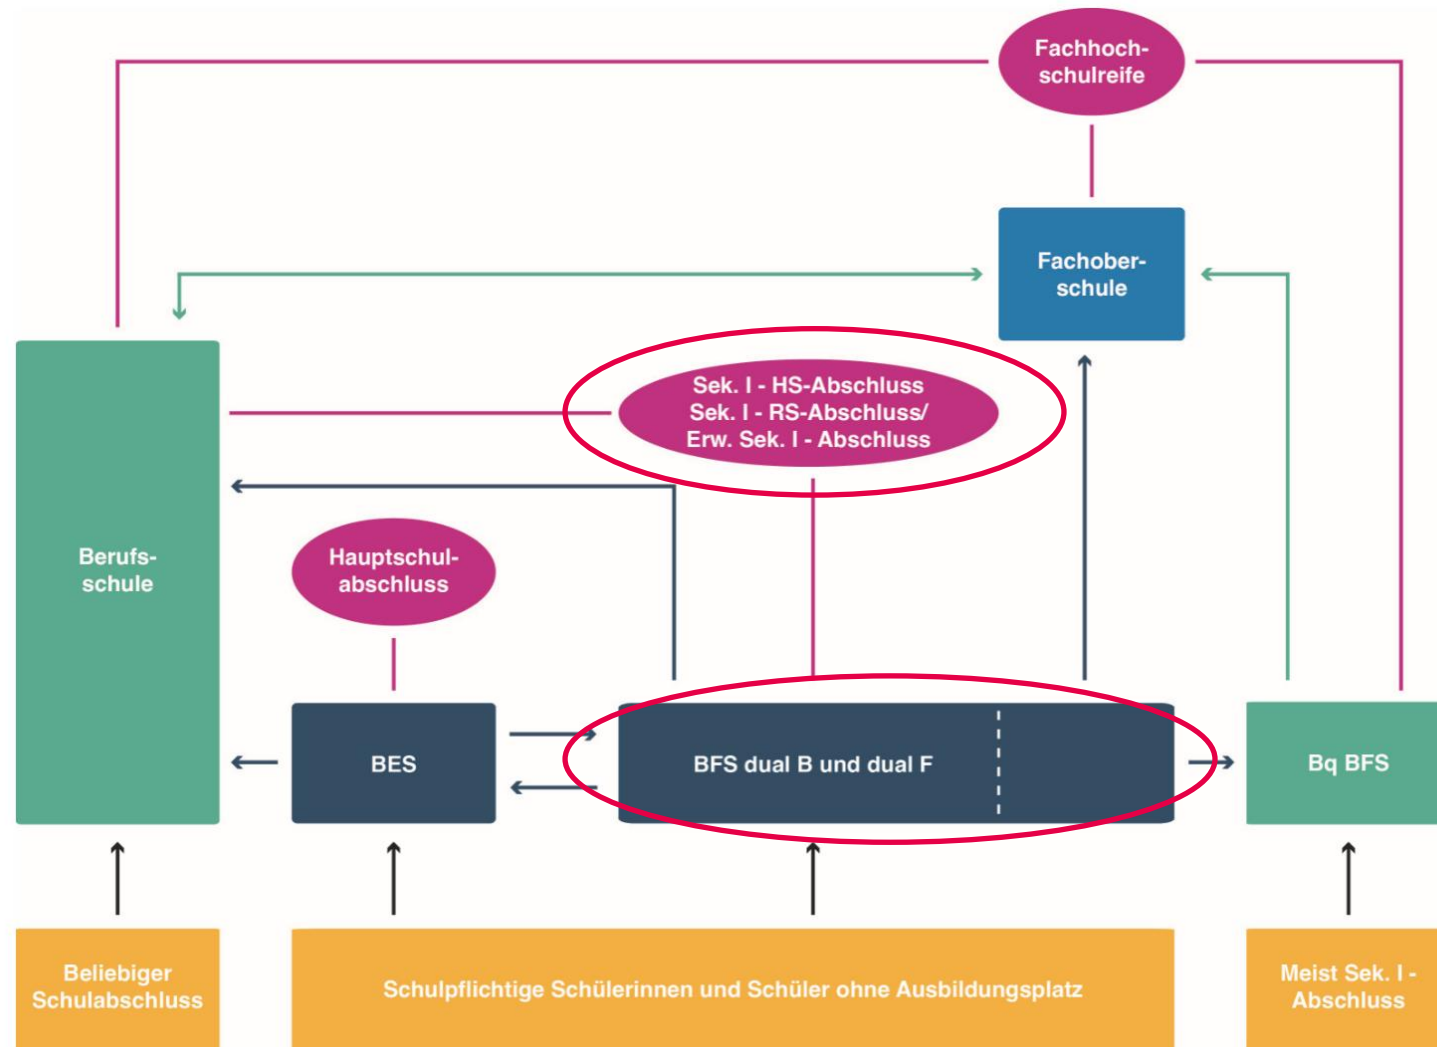 Fachhoch-
schulreife
Fachober-
schule
Sek. I - HS-Abschluss
Sek. I - RS-Abschluss/
Erw. Sek. I - Abschluss
Berufs-
schule
Hauptschul-
abschluss
BES
BFS dual B und dual F
Bq BFS
Beliebiger
Schulabschluss
Schulpflichtige Schülerinnen und Schüler ohne Ausbildungsplatz
Meist Sek. I -
Abschluss